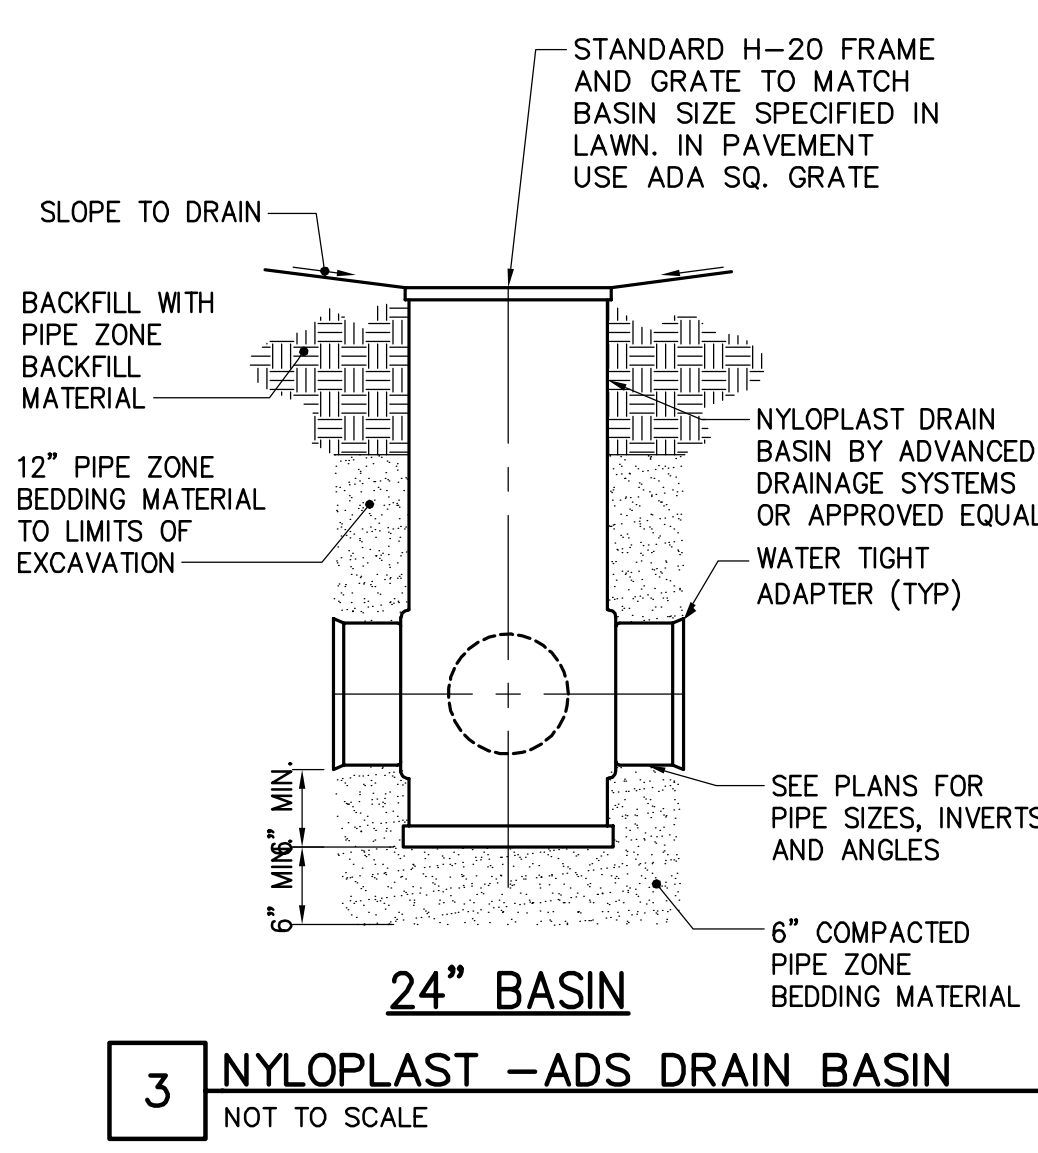 STANDARD H-20 FRAME
AND GRATE TO MATCH
BASIN SIZE SPECIFIED IN
LAWN. IN PAVEMENT
USE ADA SQ. GRATE
SLOPE TO DRAIN
BACKFILL WITH
PIPE ZONE
BACKFILL
MATERIAL
NYLOPLAST DRAIN
BASIN BY ADVANCED
DRAINAGE SYSTEMS
OR APPROVED EQUAL
12" PIPE ZONE
BEDDING MATERIAL
TO LIMITS OF
EXCAVATION
WATER TIGHT
ADAPTER (TYP)
6" MIN.
6" MIN.
SEE PLANS FOR
PIPE SIZES, INVERTS
AND ANGLES
6" COMPACTED
PIPE ZONE
BEDDING MATERIAL
24" BASIN
3
NYLOPLAST -ADS DRAIN BASIN
NOT TO SCALE